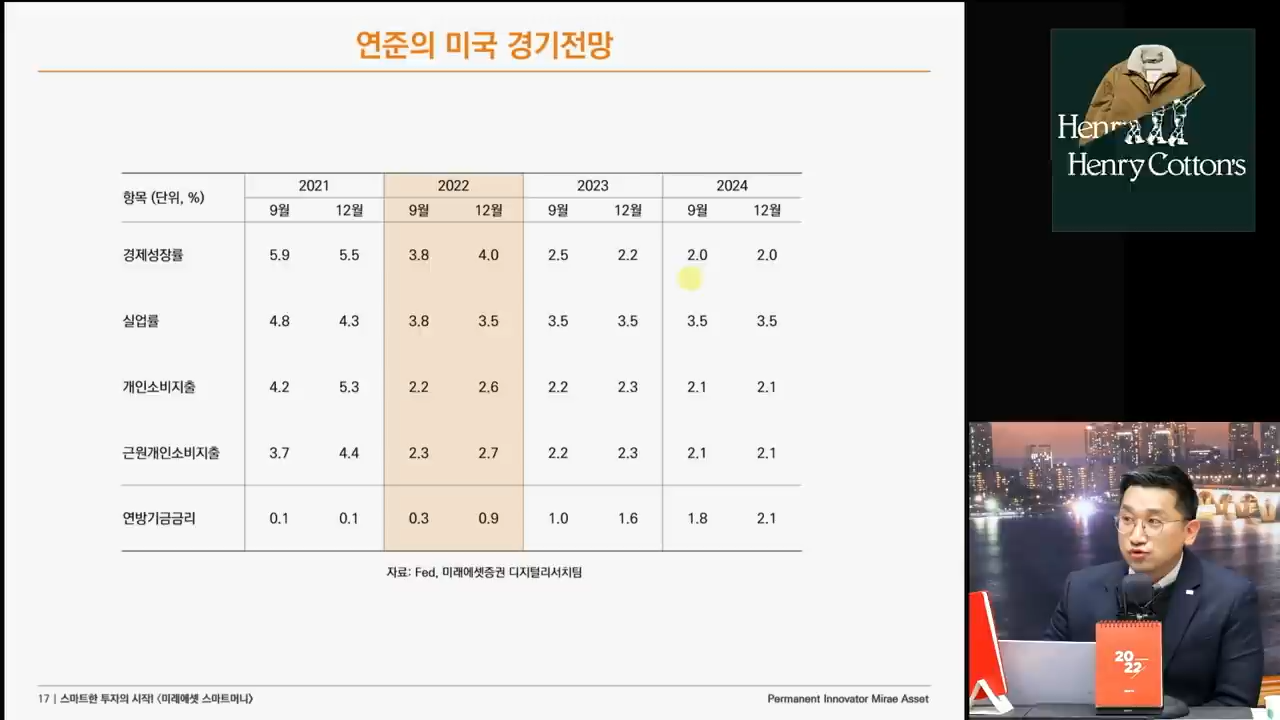 연준의 미국 경기전망
항목 (단위, %) 2021 2022 2023 2024
9월 12월 9월 12월 9월 12월 9월 12월
경제성장률 5.9 5.5 3.8 4.0 2.5 2.2 2.0 2.0
실업률 4.8 4.3 3.8 3.5 3.5 3.5 3.5 3.5
개인소비지출 4.2 5.3 2.2 2.6 2.2 2.3 2.1 2.1
근원개인소비지출 3.7 4.4 2.3 2.7 2.2 2.3 2.1 2.1
연방기금금리 0.1 0.1 0.3 0.9 1.0 1.6 1.8 2.1
자료: Fed, 미래에셋증권 디지털리서치팀
17 | 스마트한 투자의 시작! 〈미래에셋 스마트머니〉
Permanent Innovator Mirae Asset
Henry Cotton's
20
22